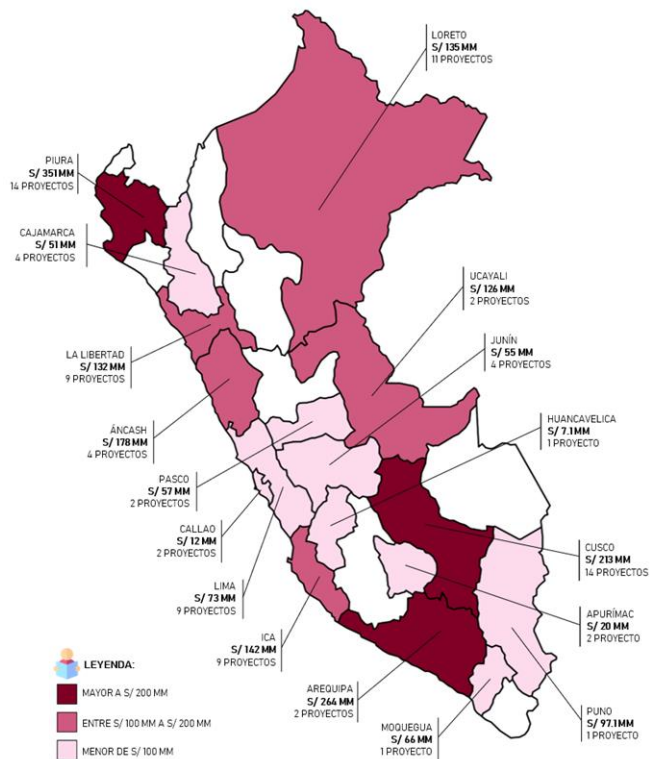 LORETO
S/ 135 MM
11 PROYECTOS
PIURA
S/ 351 MM
14 PROYECTOS
CAJAMARCA
S/ 51 MM
4 PROYECTOS
UCAYALI
S/ 126 MM
2 PROYECTOS
JUNÍN
S/ 55 MM
4 PROYECTOS
LA LIBERTAD
S/ 132 MM
9 PROYECTOS
HUANCAVELICA
S/ 7.1 MM
1 PROYECTO
ÁNCASH
S/ 178 MM
4 PROYECTOS
PASCO
S/ 57 MM
2 PROYECTOS
CALLAO
S/ 12 MM
2 PROYECTOS
CUSCO
S/ 213 MM
14 PROYECTOS
LIMA
S/ 73 MM
9 PROYECTOS
APURÍMAC
S/ 20 MM
2 PROYECTO
ICA
S/ 142 MM
9 PROYECTOS
AREQUIPA
S/ 264 MM
2 PROYECTOS
PUNO
S/ 97.1 MM
1 PROYECTO
MOQUEGUA
S/ 66 MM
1 PROYECTO
LEYENDA:
MAYOR A S/ 200 MM
ENTRE S/ 100 MM A S/ 200 MM
MENOR DE S/ 100 MM